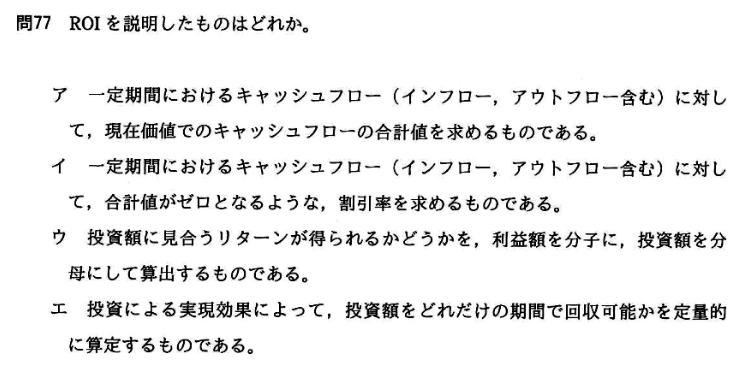 問77 ROI を説明したものはどれか。
ア 一定期間におけるキャッシュフロー（インフロー，アウトフロー含む）に対し
て，現在価値でのキャッシュフローの合計値を求めるものである。
イ 一定期間におけるキャッシュフロー（インフロー，アウトフロー含む）に対し
て，合計値がゼロとなるような，割引率を求めるものである。
ウ 投資額に見合うリターンが得られるかどうかを，利益額を分子に，投資額を分
母にして算出するものである。
エ 投資による実現効果によって，投資額をどれだけの期間で回収可能かを定量的
に算定するものである。